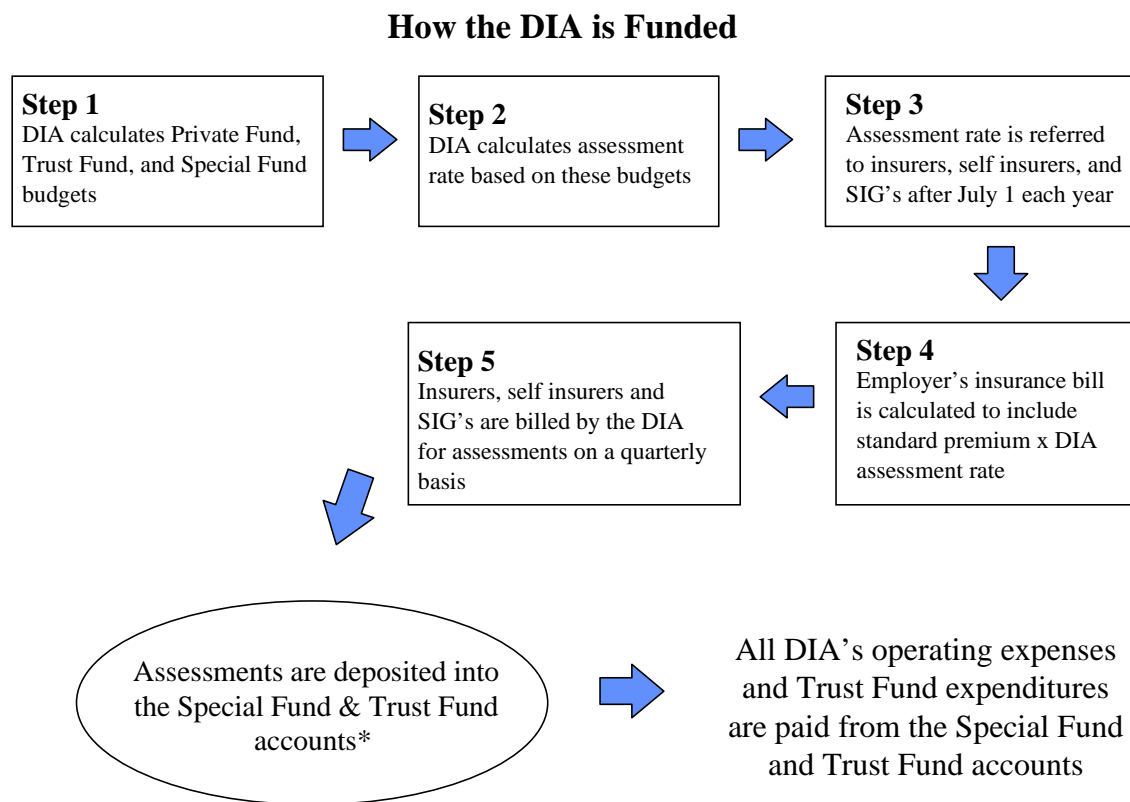 How the DIA is Funded
Step 1
DIA calculates Private Fund,
Trust Fund, and Special Fund
budgets
Step 2
DIA calculates assessment
rate based on these budgets
Step 3
Assessment rate is referred
to insurers, self insurers, and
SIG's after July 1 each year
Step 4
Employer’s insurance bill
is calculated to include
standard premium x DIA
assessment rate
Step 5
Insurers, self insurers and
SIG’s are billed by the DIA
for assessments on a quarterly
basis
Assessments are deposited into
the Special Fund & Trust Fund
accounts*
All DIA’s operating expenses
and Trust Fund expenditures
are paid from the Special Fund
and Trust Fund accounts